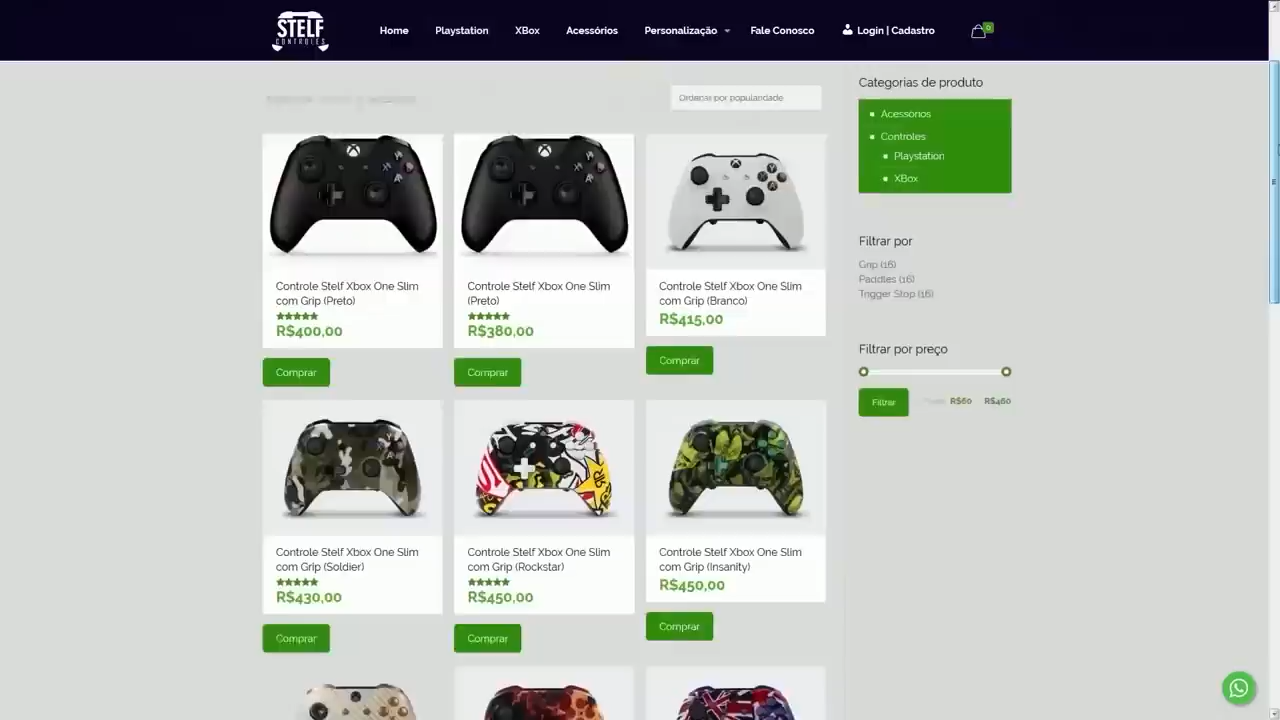 STELF
CONTROLES
Home
Playstation
XBox
Acessórios
Personalização
Fale Conosco
Login | Cadastro
0
Ordenar por popularidade
Controle Stelf Xbox One Slim
com Grip (Preto)
R$400,00
Comprar
Controle Stelf Xbox One Slim
(Preto)
R$380,00
Comprar
Controle Stelf Xbox One Slim
com Grip (Branco)
R$415,00
Comprar
Controle Stelf Xbox One Slim
com Grip (Soldier)
R$430,00
Comprar
Controle Stelf Xbox One Slim
com Grip (Rockstar)
R$450,00
Comprar
Controle Stelf Xbox One Slim
com Grip (Insanity)
R$450,00
Comprar
Categorias de produto
Acessórios
Controles
Playstation
XBox
Filtrar por
Grip (16)
Paddles (16)
Trigger Stop (16)
Filtrar por preço
Filtrar
R$60
R$460